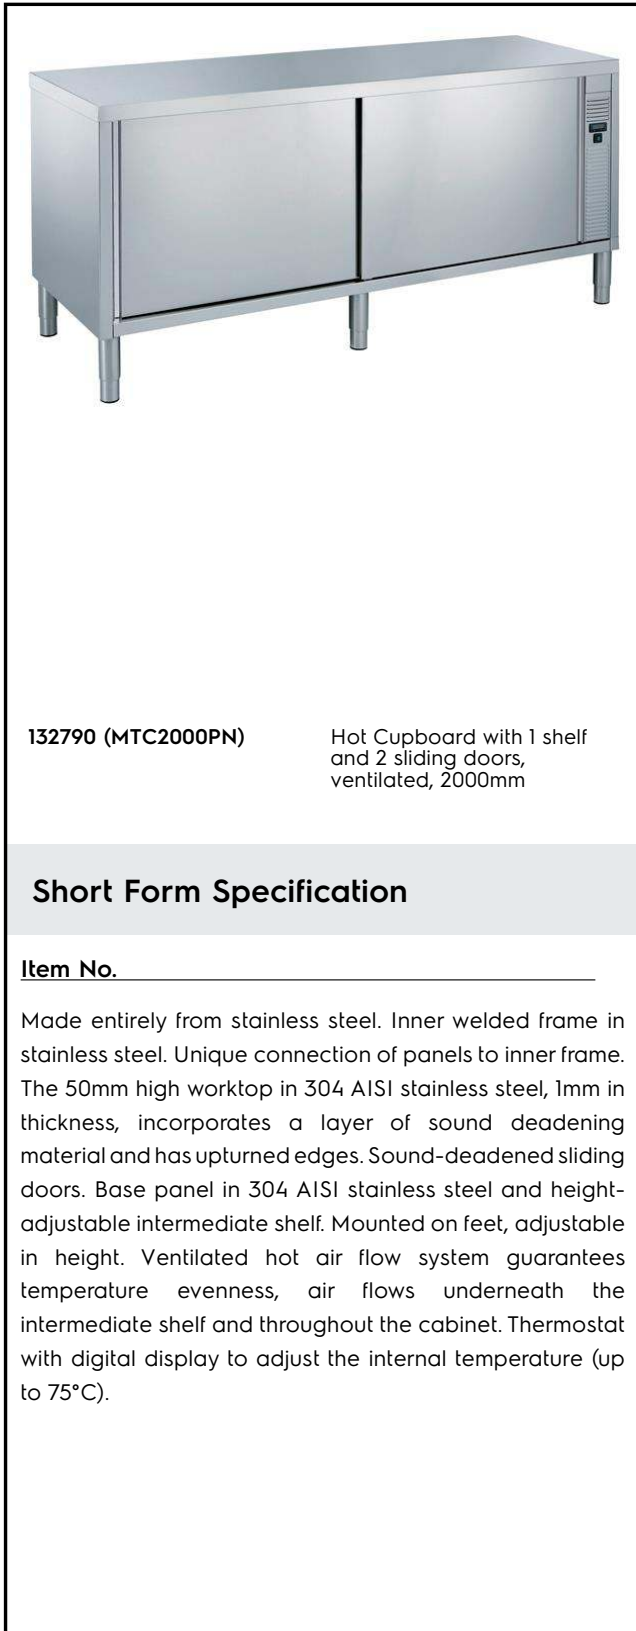 132790 (MTC2000PN)
Hot Cupboard with 1 shelf
and 2 sliding doors,
ventilated, 2000mm
Short Form Specification
Item No.
Made entirely from stainless steel. Inner welded frame in
stainless steel. Unique connection of panels to inner frame.
The 50mm high worktop in 304 AISI stainless steel, 1mm in
thickness, incorporates a layer of sound deadening
material and has upturned edges. Sound-deadened sliding
doors. Base panel in 304 AISI stainless steel and height-
adjustable intermediate shelf. Mounted on feet, adjustable
in height. Ventilated hot air flow system guarantees
temperature evenness, air flows underneath the
intermediate shelf and throughout the cabinet. Thermostat
with digital display to adjust the internal temperature (up
to 75°C).